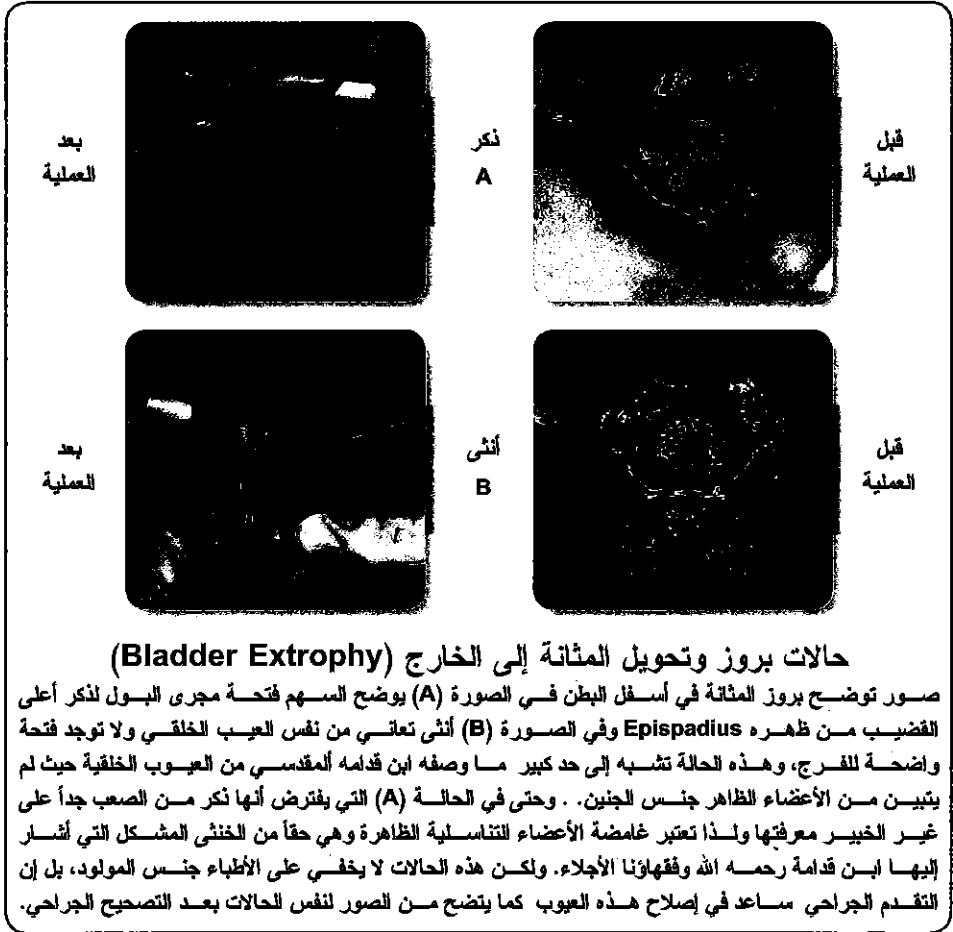 قبل العملية
ذكر
A
بعد العملية
قبل العملية
أنثى
B
بعد العملية
حالات بروز وتحويل المثانة إلى الخارج (Bladder Extrophy)
صور توضح بروز المثانة في أسفل البطن في الصورة (A) يوضح السهم فتحة مجرى البول لذكر أعلى
القضيب من ظهره Epispadius وفي الصورة (B) أنثى تعاني من نفس العيب الخلقي ولا توجد فتحة
واضحة للفرج، وهذه الحالة تشبه إلى حد كبير ما وصفه ابن قدامه ألمقدسي من العيوب الخلقية حيث لم
يتبين من الأعضاء الظاهر جنس الجنين. . وحتى في الحالة (A) التي يفترض أنها ذكر من الصعب جداً على
غير الخبير معرفتها ولذا تعتبر غامضة الأعضاء التناسلية الظاهرة وهي حقاً من الخنثى المشكل التي أشار
إليها ابن قدامة رحمه الله وفقهاؤنا الأجلاء. ولكن هذه الحالات لا يخفي على الأطباء جنس المولود، بل إن
التقدم الجراحي ساعد في إصلاح هذه العيوب كما يتضح من الصور لنفس الحالات بعد التصحيح الجراحي.